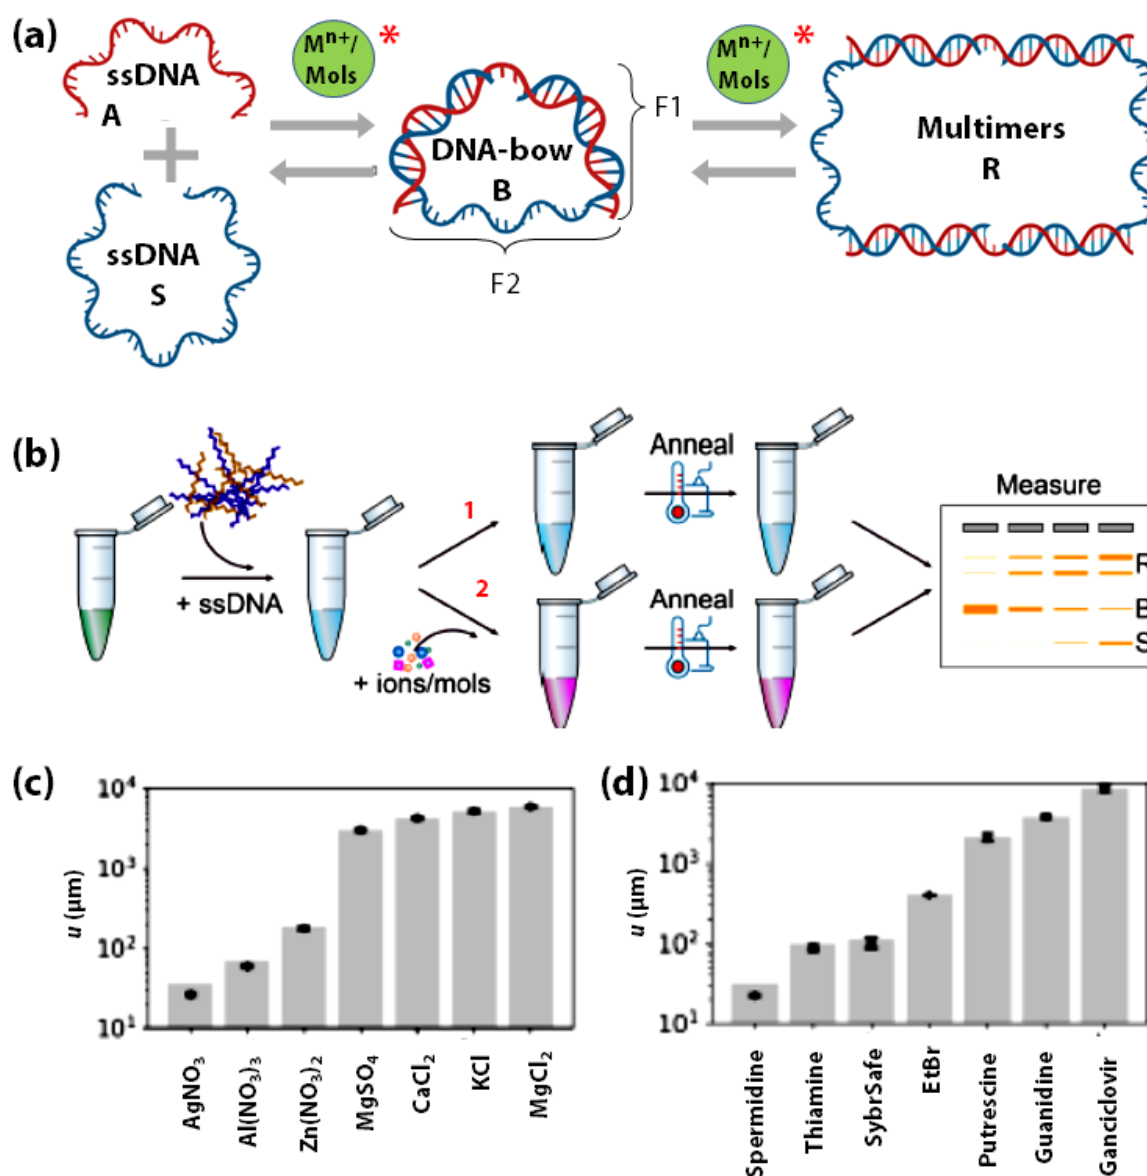 (a)
ssDNA
A
ssDNA
S
Mⁿ⁺/
Mols
*
DNA-bow
B
F1
F2
Mⁿ⁺/
Mols
*
Multimers
R
(b)
+ ssDNA
1
2
+ ions/mols
Anneal
Anneal
Measure
R
B
S
(c)
u (µm)
10⁴
10³
10²
10¹
AgNO₃
Al(NO₃)₃
Zn(NO₃)₂
MgSO₄
CaCl₂
KCl
MgCl₂
(d)
u (µm)
10⁴
10³
10²
10¹
Spermidine
Thiamine
SybrSafe
EtBr
Putrescine
Guanidine
Ganciclovir